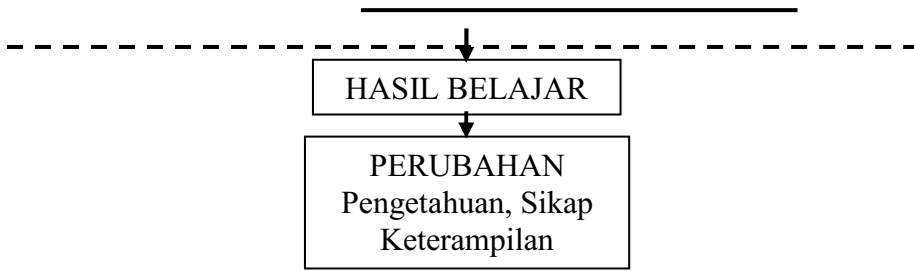 HASIL BELAJAR
PERUBAHAN
Pengetahuan, Sikap
Keterampilan